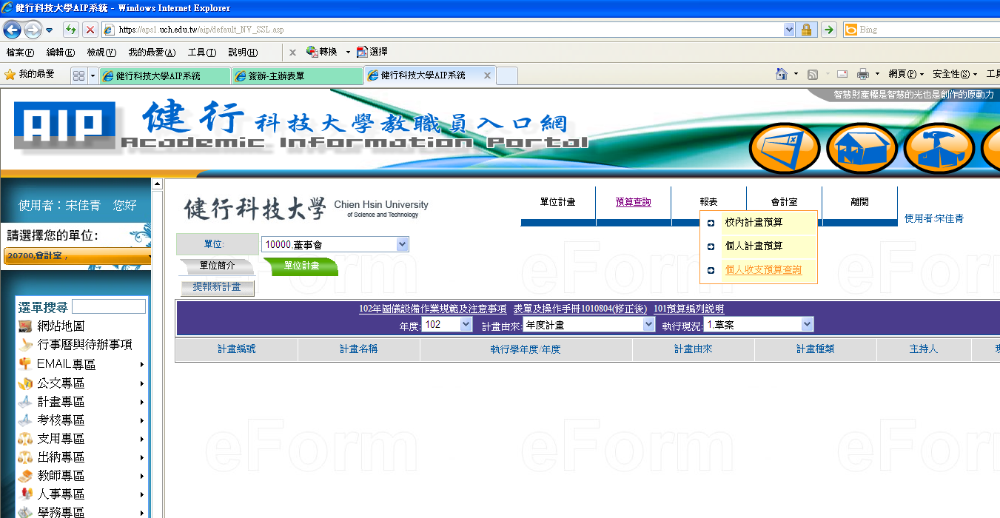 健行科技大學AIP系統 - Windows Internet Explorer
https://aps1.uch.edu.tw/aip/default_NV_SSL.asp
Bing
檔案(F) 編輯(E) 檢視(V) 我的最愛(A) 工具(T) 說明(H) x 轉換 選擇
我的最愛 健行科技大學AIP系統 簽辦-主辦表單 健行科技大學AIP系統 x 網頁(P) 安全性(S)
智慧財產權是智慧的光也是創作的原動力
AIP 健行科技大學教職員入口網
Academic Information Portal
使用者：宋佳青 您好
請選擇您的單位:
20700,會計室 ,
選單搜尋
網站地圖
行事曆與待辦事項
EMAIL專區
公文專區
計畫專區
考核專區
支用專區
出納專區
教師專區
人事專區
學務專區
健行科技大學 Chien Hsin University
of Science and Technology
單位計畫 預算查詢 報表 會計室 離開
使用者:宋佳青
校內計畫預算
個人計畫預算
個人收支預算查詢
單位: 10000,董事會
單位簡介 單位計畫
提報新計畫
102年圖儀設備作業規範及注意事項 表單及操作手冊1010804(修正後) 101預算編列說明
年度: 102 計畫由來: 年度計畫 執行現況: 1,草案
計畫編號 計畫名稱 執行學年度/年度 計畫由來 計畫種類 主持人
eForm eForm eForm
eForm eForm eForm